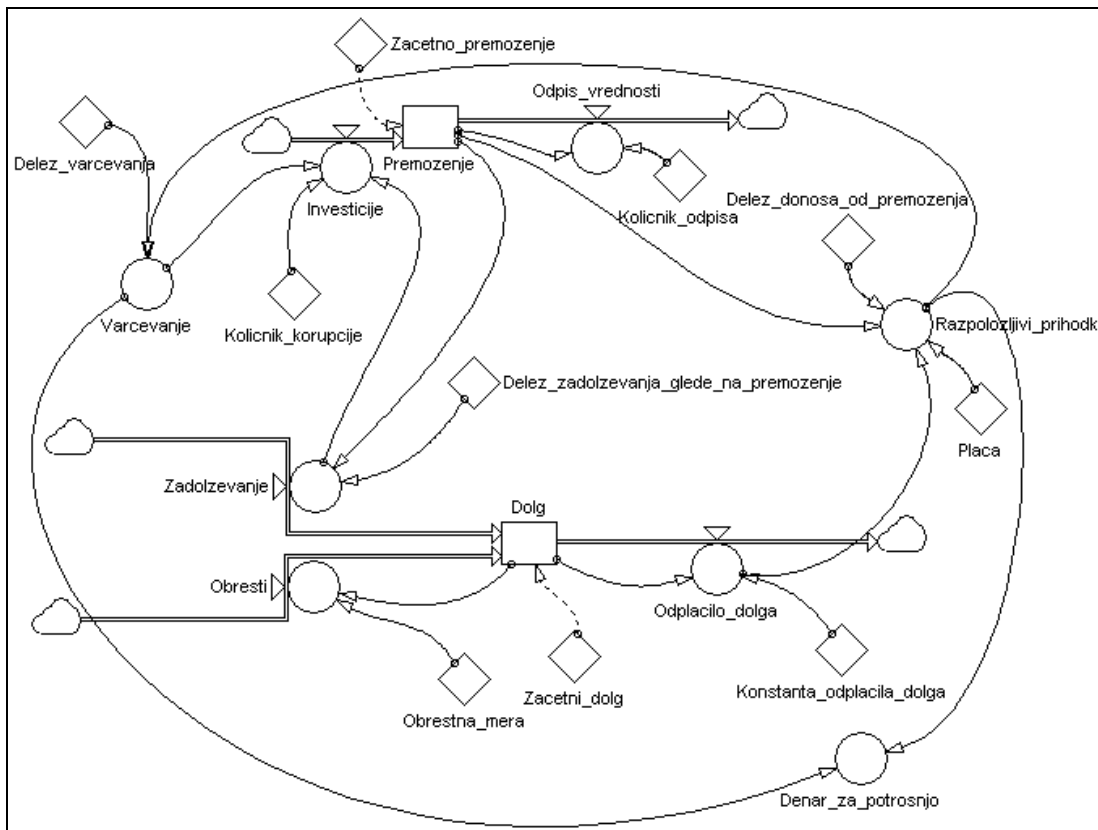 Zacetno_premozenje
Odpis_vrednosti
Delez_varcevanja
Premozenje
Delez_donosa_od_premozenja
Investicije
Kolicnik_odpisa
Varcevanje
Kolicnik_korupcije
Razpolozljivi_prihodk
Delez_zadolzevanja_glede_na_premozenje
Placa
Zadolzevanje
Dolg
Obresti
Odplacilo_dolga
Obrestna_mera
Zacetni_dolg
Konstanta_odplacila_dolga
Denar_za_potrosnjo